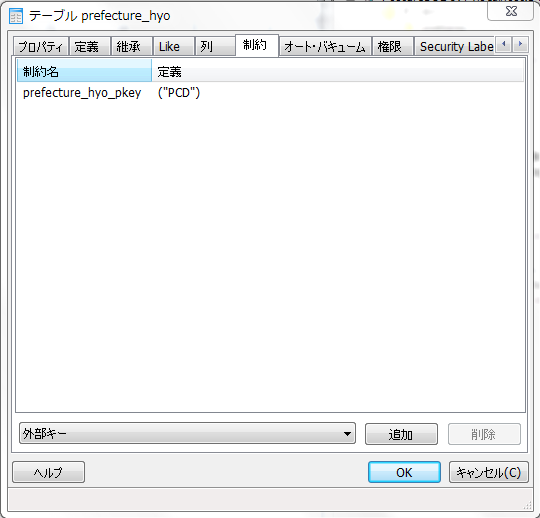 テーブル prefecture_hyo
プロパティ 定義 継承 Like 列 制約 オート・バキューム 権限 Security Labe
制約名 定義
prefecture_hyo_pkey ("PCD")
外部キー 追加 削除
ヘルプ OK キャンセル(C)